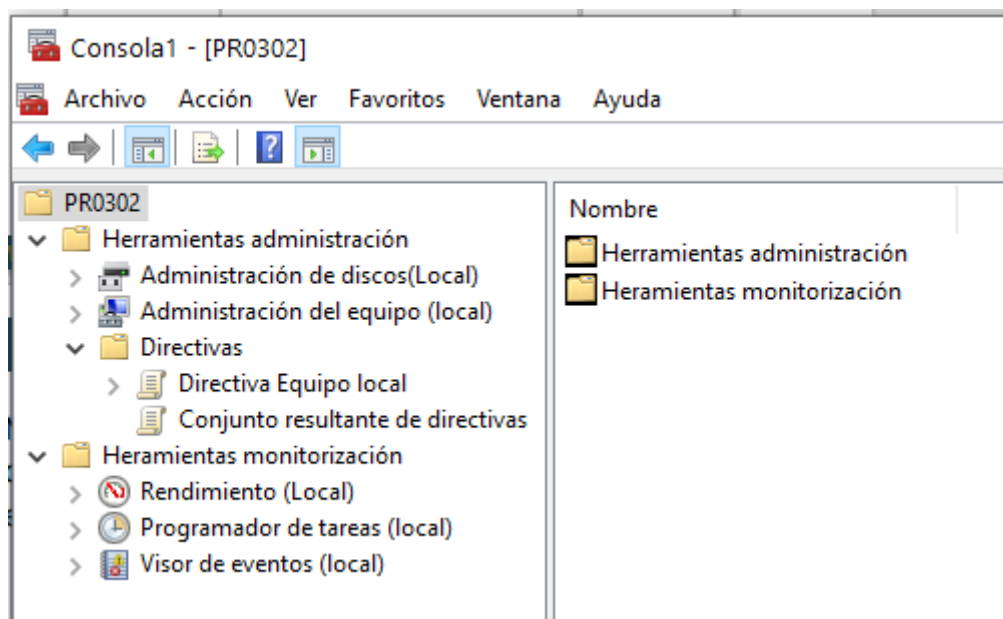 Consola1 - [PR0302]
Archivo Acción Ver Favoritos Ventana Ayuda
PR0302
Herramientas administración
Administración de discos(Local)
Administración del equipo (local)
Directivas
Directiva Equipo local
Conjunto resultante de directivas
Heramientas monitorización
Rendimiento (Local)
Programador de tareas (local)
Visor de eventos (local)
Nombre
Herramientas administración
Heramientas monitorización